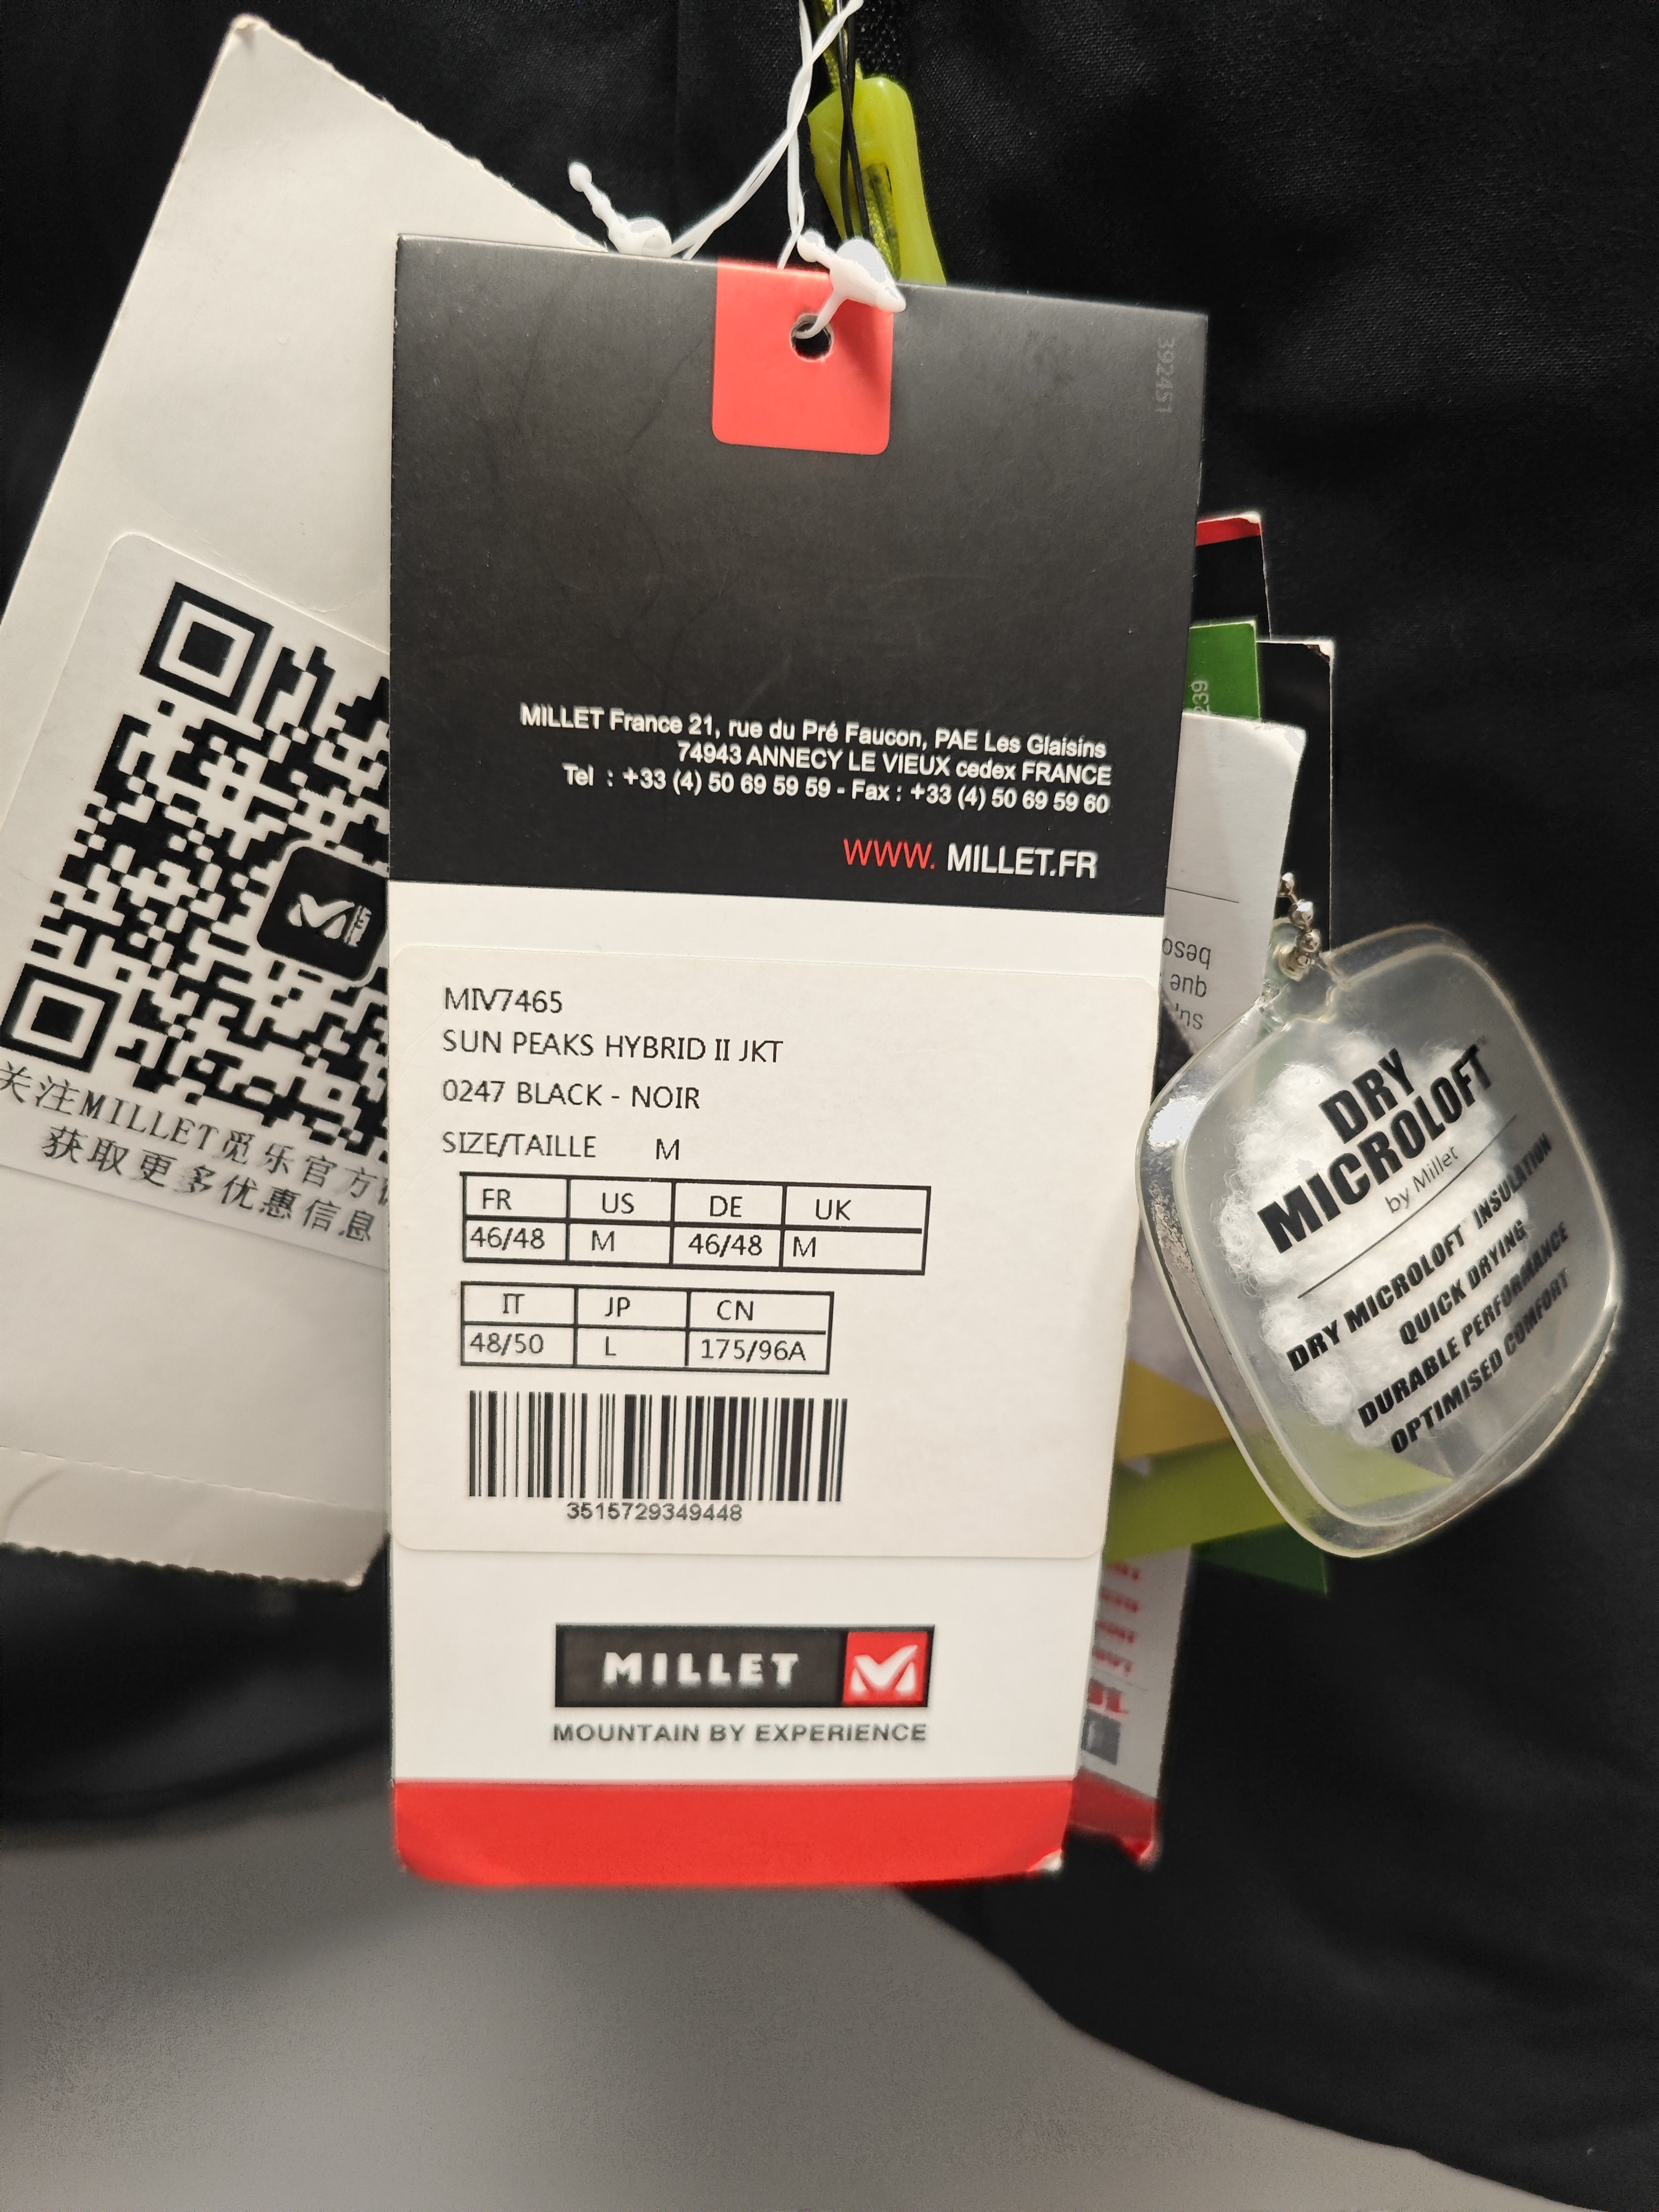 392451
MILLET France 21, rue du Pré Faucon, PAE Les Glaisins
74943 ANNECY LE VIEUX cedex FRANCE
Tel : +33 (4) 50 69 59 59 - Fax : +33 (4) 50 69 59 60
WWW. MILLET.FR
MIV7465
SUN PEAKS HYBRID II JKT
0247 BLACK - NOIR
SIZE/TAILLE M
FR US DE UK
46/48 M 46/48 M
IT JP CN
48/50 L 175/96A
3515729349448
MILLET
MOUNTAIN BY EXPERIENCE
关注MILLET觅乐官方
获取更多优惠信息
239
que
DRY
MICROLOFT™
by Millet
DRY MICROLOFT™ INSULATION
QUICK DRYING
DURABLE PERFORMANCE
OPTIMISED COMFORT